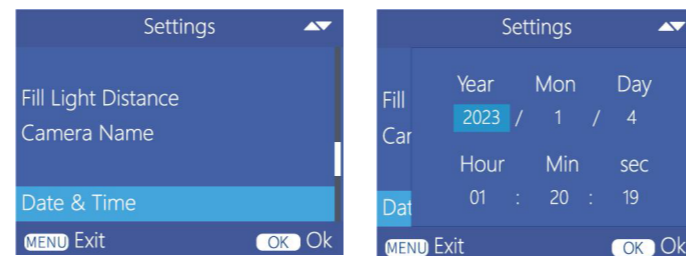 Settings
Fill Light Distance
Camera Name
Date & Time
MENU Exit OK Ok
Settings
Fill
Car
Dat
Year Mon Day
2023 / 1 / 4
Hour Min sec
01 : 20 : 19
MENU Exit OK Ok